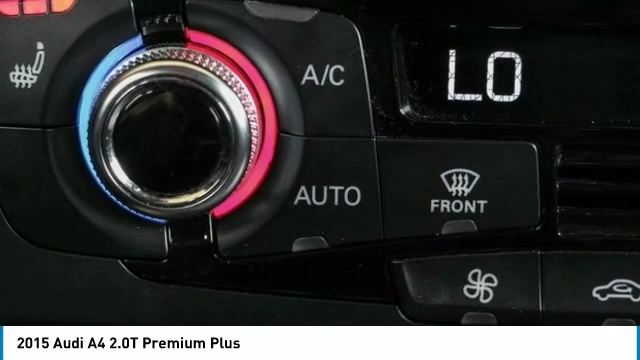 A/C
LO
AUTO
FRONT
2015 Audi A4 2.0T Premium Plus